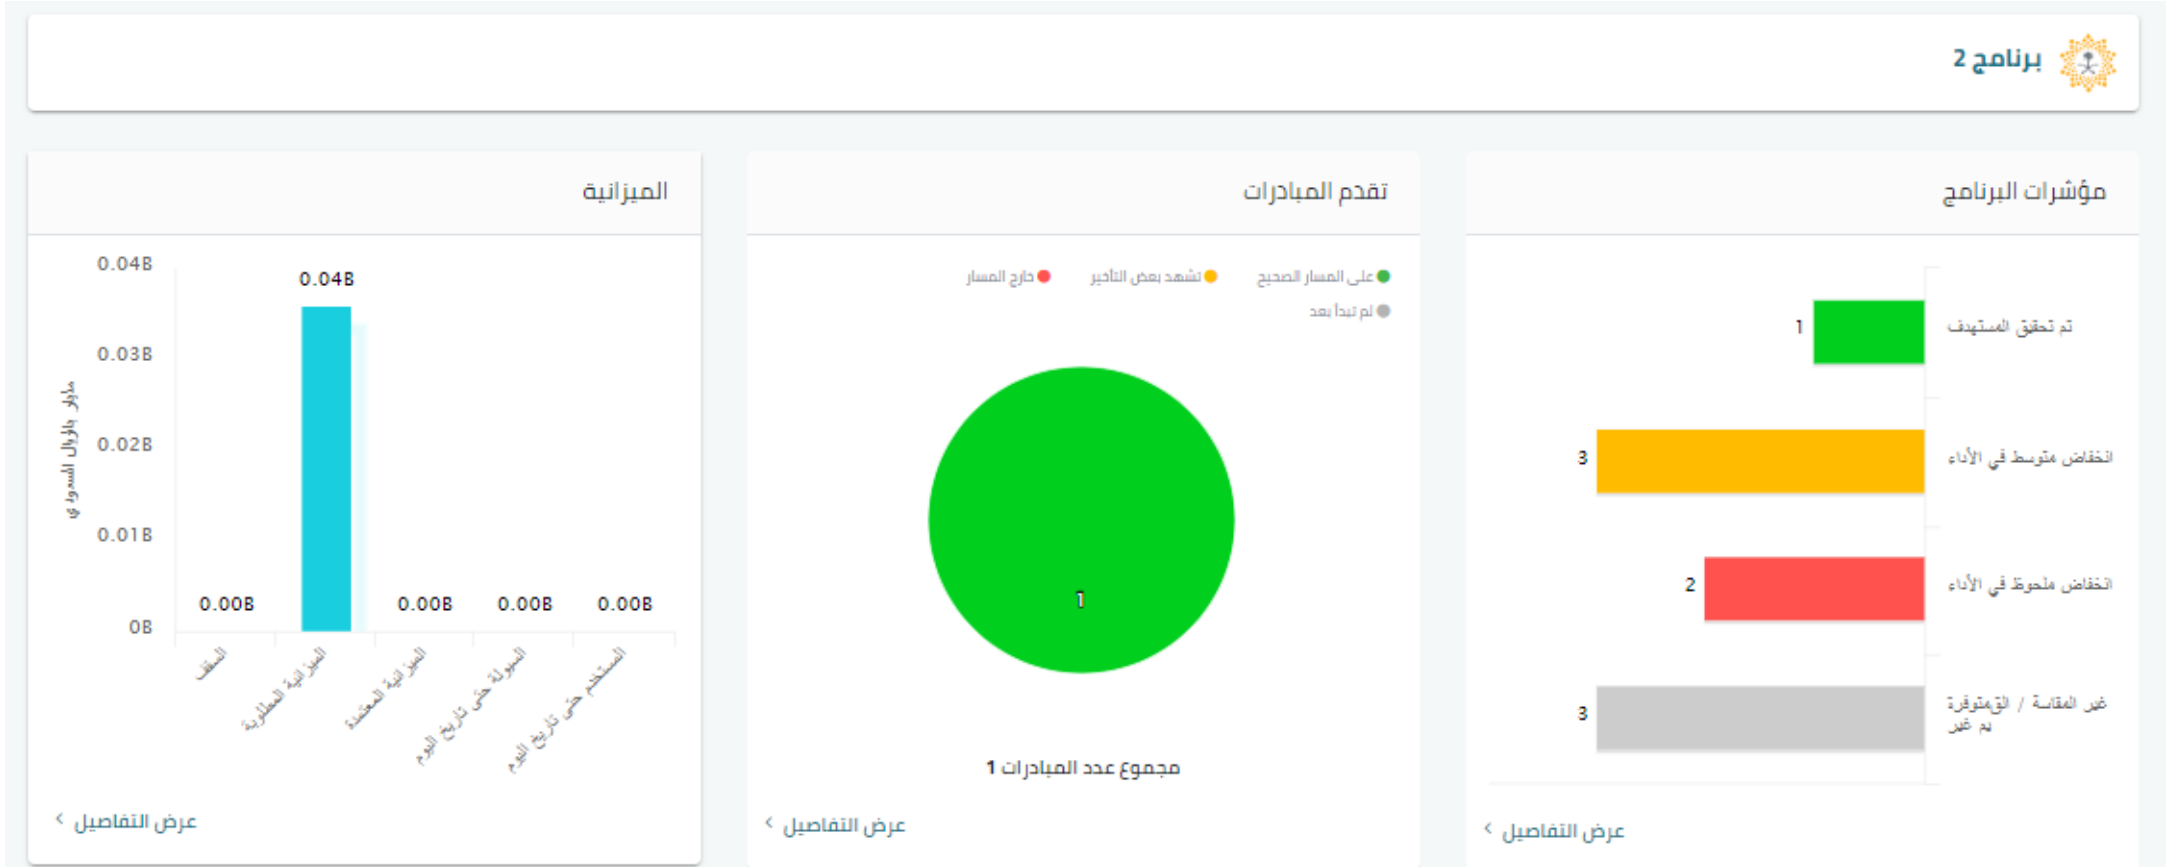 برنامج 2
مؤشرات البرنامج
تم تحقيق المستهدف
1
انخفاض متوسط في الأداء
3
انخفاض ملحوظ في الأداء
2
غير المقاسة /
يم غير
3
عرض التفاصيل
تقدم المبادرات
على المسار الصحيح
تشهد بعض التأخير
خارج المسار
لم تبدأ بعد
1
مجموع عدد المبادرات 1
عرض التفاصيل
الميزانية
مليار بالريال السعودي
0.04B
0.03B
0.02B
0.01B
0B
0.00B
0.04B
0.00B
0.00B
0.00B
السقف
الميزانية المطلوبة
الميزانية المعتمدة
السيولة حتى تاريخ اليوم
المستخدم حتى تاريخ اليوم
عرض التفاصيل